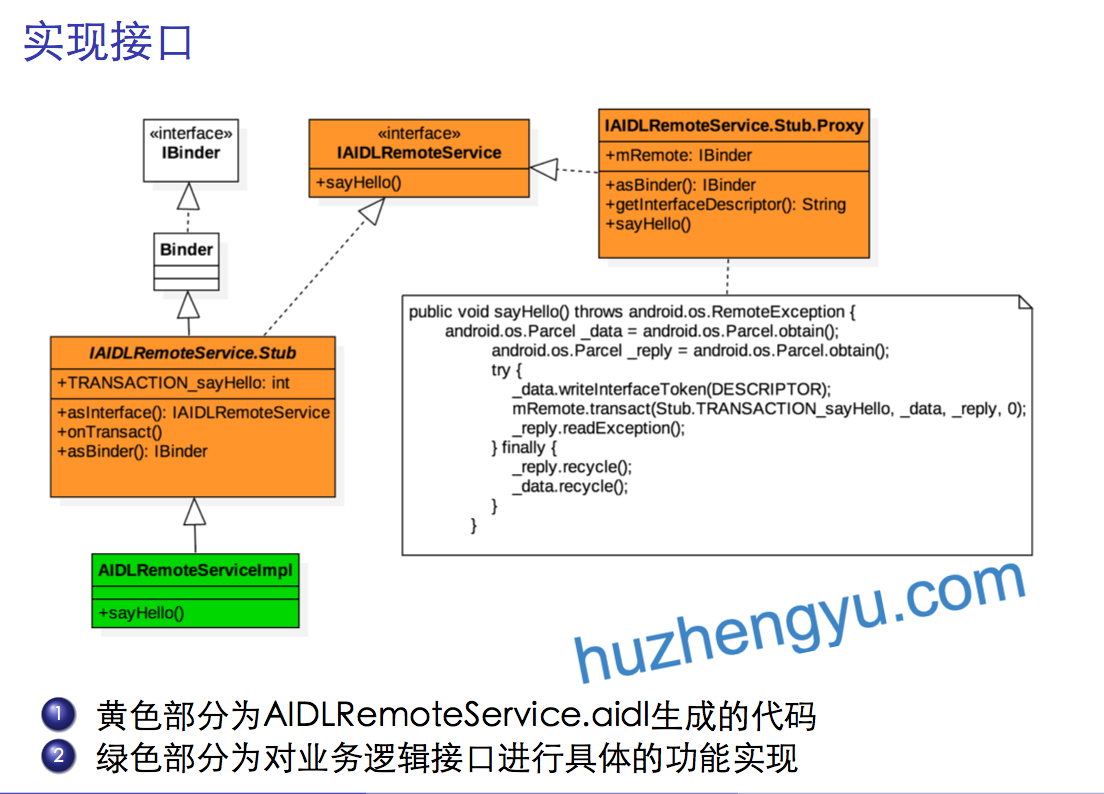 实现接口
«interface»
IBinder
Binder
«interface»
IAIDLRemoteService
+sayHello()
IAIDLRemoteService.Stub.Proxy
+mRemote: IBinder
+asBinder(): IBinder
+getInterfaceDescriptor(): String
+sayHello()
IAIDLRemoteService.Stub
+TRANSACTION_sayHello: int
+asInterface(): IAIDLRemoteService
+onTransact()
+asBinder(): IBinder
AIDLRemoteServiceImpl
+sayHello()
public void sayHello() throws android.os.RemoteException {
android.os.Parcel _data = android.os.Parcel.obtain();
android.os.Parcel _reply = android.os.Parcel.obtain();
try {
_data.writeInterfaceToken(DESCRIPTOR);
mRemote.transact(Stub.TRANSACTION_sayHello, _data, _reply, 0);
_reply.readException();
} finally {
_reply.recycle();
_data.recycle();
}
}
huzhengyu.com
1 黄色部分为AIDLRemoteService.aidl生成的代码
2 绿色部分为对业务逻辑接口进行具体的功能实现